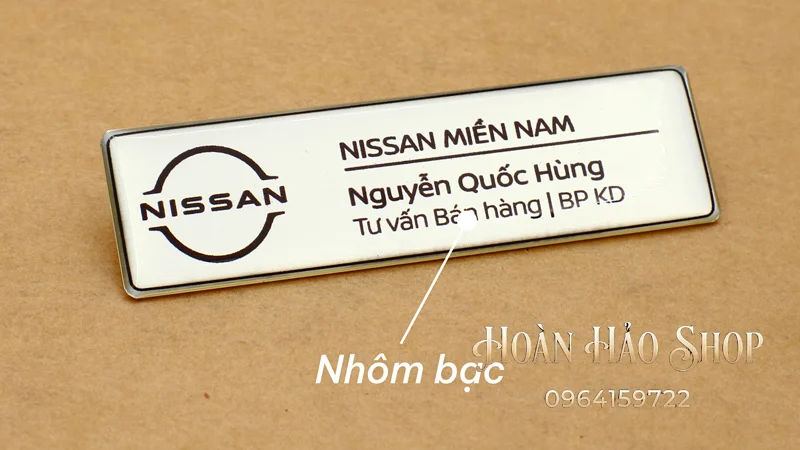 NISSAN
NISSAN MIỀN NAM
Nguyễn Quốc Hùng
Tư vấn Bán hàng | BP KD
Nhôm bạc
HOÀN HẢO SHOP
0964159722